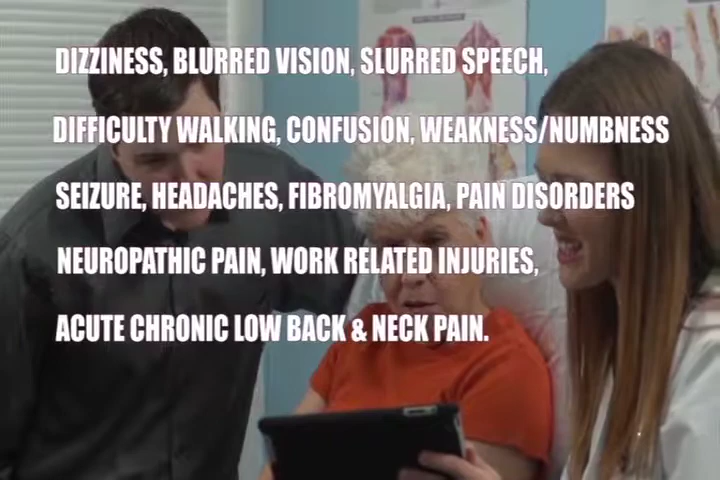 DIZZINESS, BLURRED VISION, SLURRED SPEECH,
DIFFICULTY WALKING, CONFUSION, WEAKNESS/NUMBNESS
SEIZURE, HEADACHES, FIBROMYALGIA, PAIN DISORDERS
NEUROPATHIC PAIN, WORK RELATED INJURIES,
ACUTE CHRONIC LOW BACK & NECK PAIN.